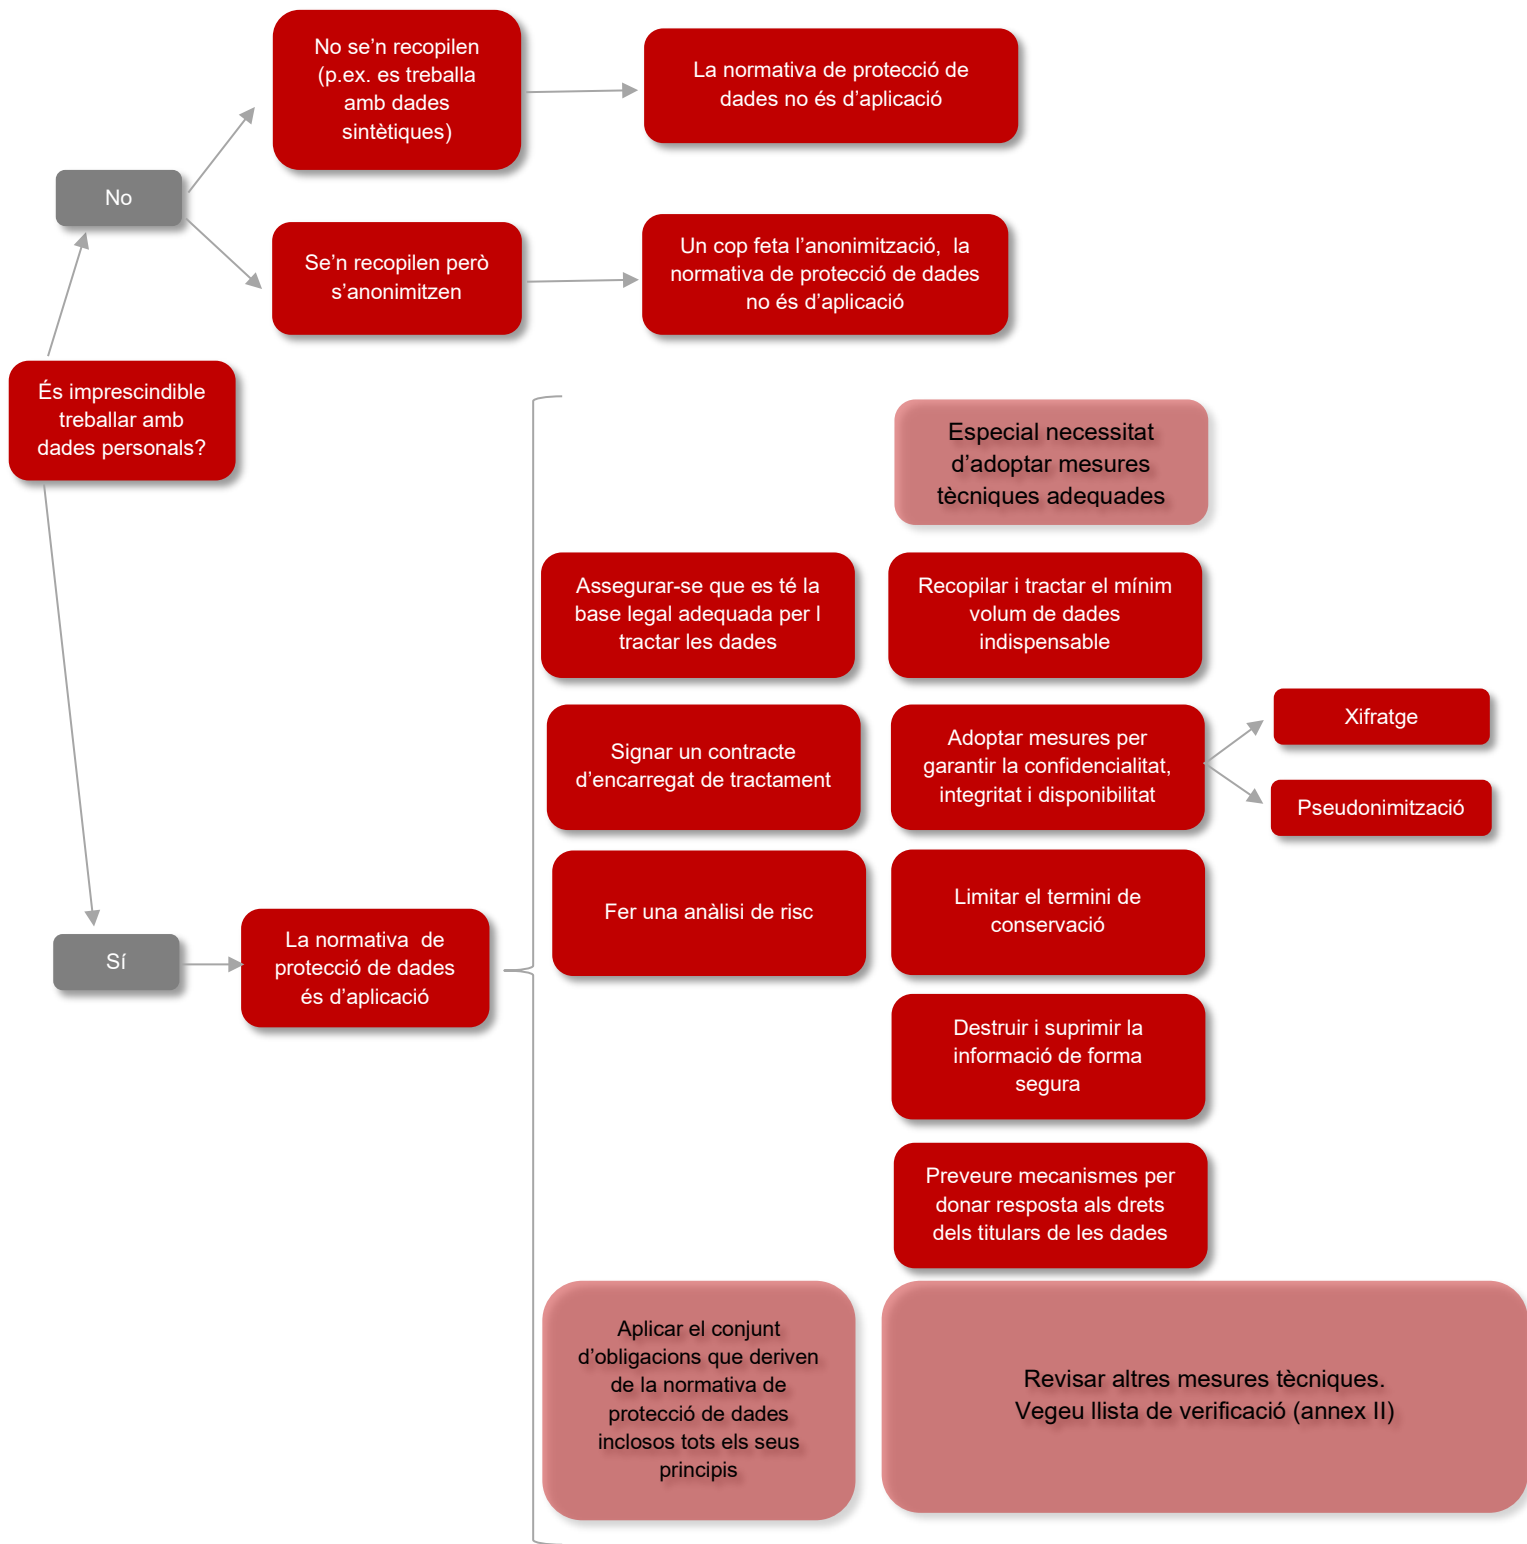 No se’n recopilen
(p.ex. es treballa
amb dades
sintètiques)
La normativa de protecció de
dades no és d’aplicació
No
Se’n recopilen però
s’anonimitzen
Un cop feta l’anonimització,  la
normativa de protecció de dades
no és d’aplicació
És imprescindible
treballar amb
dades personals?
Especial necessitat
d’adoptar mesures
tècniques adequades
Assegurar-se que es té la
base legal adequada per l
tractar les dades
Recopilar i tractar el mínim
volum de dades
indispensable
Signar un contracte
d’encarregat de tractament
Adoptar mesures per
garantir la confidencialitat,
integritat i disponibilitat
Xifratge
Pseudonimització
Fer una anàlisi de risc
Limitar el termini de
conservació
Sí
La normativa  de
protecció de dades
és d’aplicació
Destruir i suprimir la
informació de forma
segura
Preveure mecanismes per
donar resposta als drets
dels titulars de les dades
Aplicar el conjunt
d’obligacions que deriven
de la normativa de
protecció de dades
inclosos tots els seus
principis
Revisar altres mesures tècniques.
Vegeu llista de verificació (annex II)